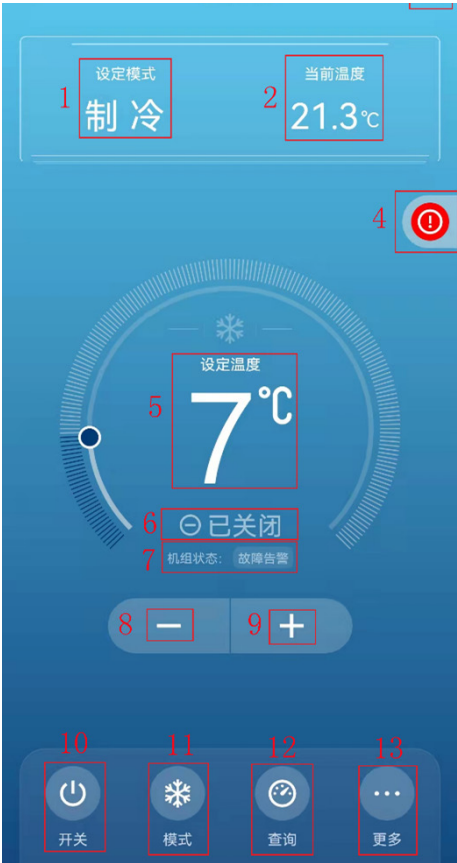 设定模式
当前温度
1
制冷
2
21.3℃
4
设定温度
5
7℃
6
已关闭
7
机组状态:
故障告警
8
9
10
11
12
13
开关
模式
查询
更多